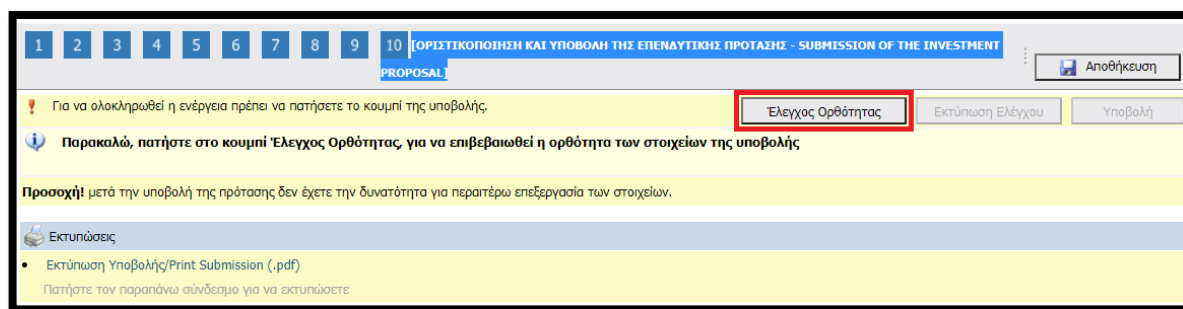 1 2 3 4 5 6 7 8 9 10 [ΟΡΙΣΤΙΚΟΠΟΙΗΣΗ ΚΑΙ ΥΠΟΒΟΛΗ ΤΗΣ ΕΠΕΝΔΥΤΙΚΗΣ ΠΡΟΤΑΣΗΣ - SUBMISSION OF THE INVESTMENT
PROPOSAL]
Αποθήκευση
Για να ολοκληρωθεί η ενέργεια πρέπει να πατήσετε το κουμπί της υποβολής.
Έλεγχος Ορθότητας Εκτύπωση Ελέγχου Υποβολή
Παρακαλώ, πατήστε στο κουμπί Έλεγχος Ορθότητας, για να επιβεβαιωθεί η ορθότητα των στοιχείων της υποβολής
Προσοχή! μετά την υποβολή της πρότασης δεν έχετε την δυνατότητα για περαιτέρω επεξεργασία των στοιχείων.
Εκτυπώσεις
Εκτύπωση Υποβολής/Print Submission (.pdf)
Πατήστε τον παραπάνω σύνδεσμο για να εκτυπώσετε